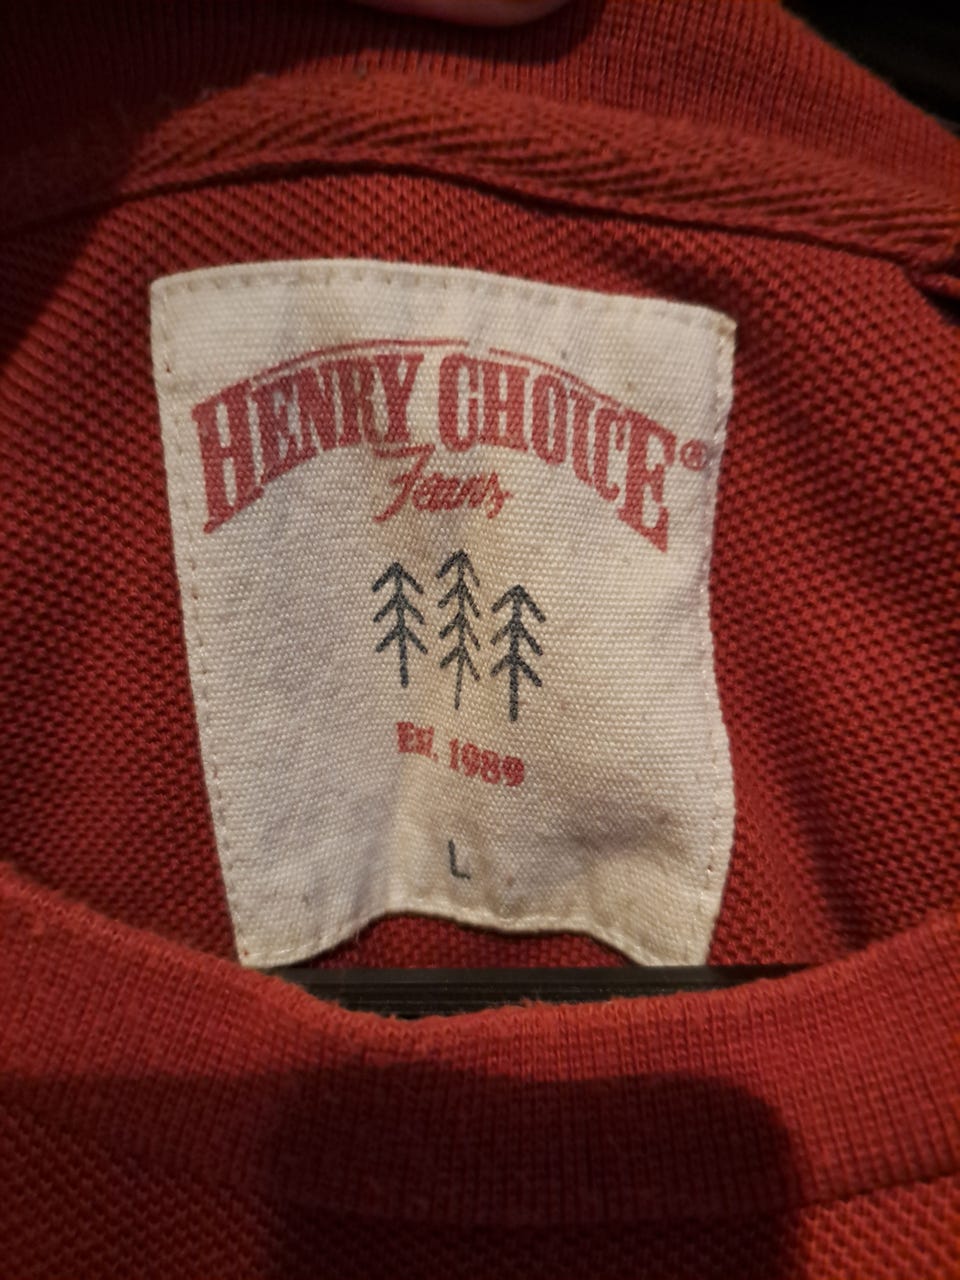 HENRY CHOICE®
Jeans
Est. 1989
L